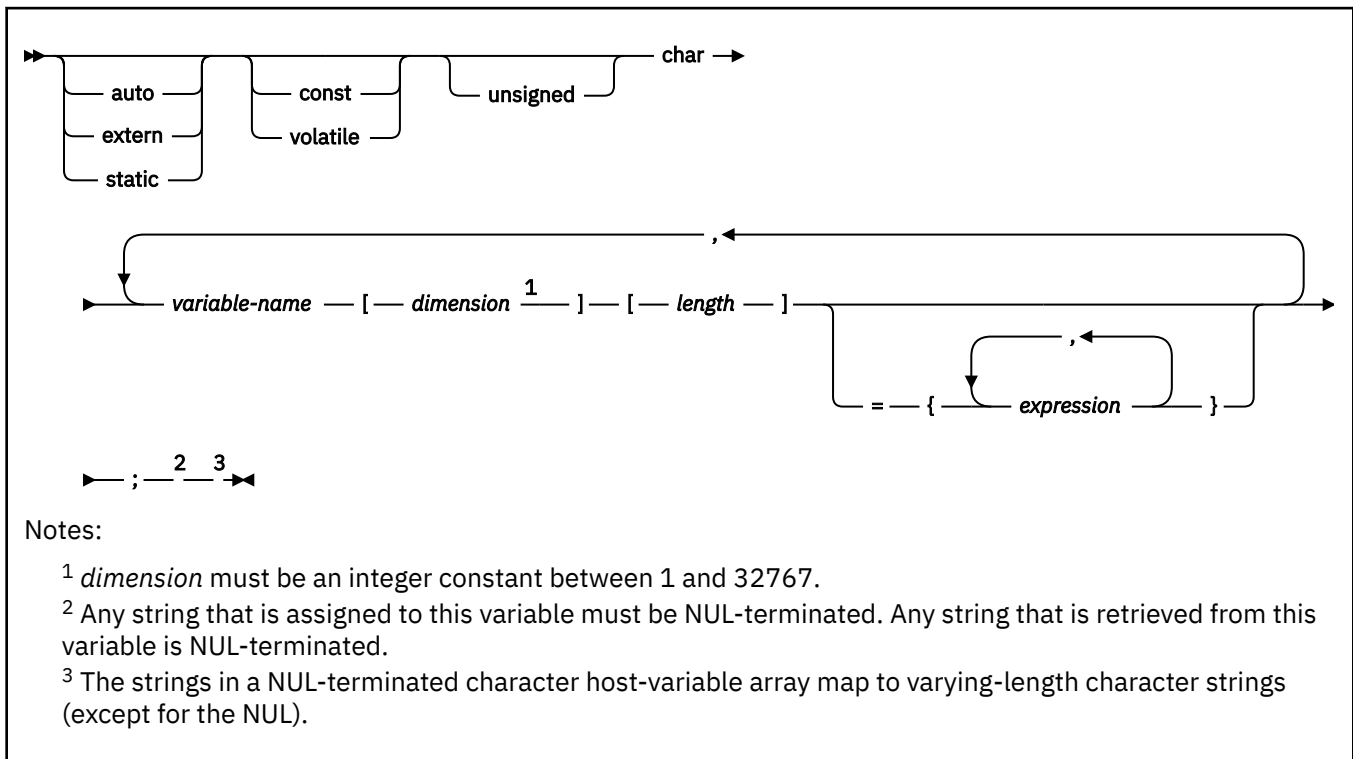 char
auto const unsigned
extern volatile
static
,
variable-name [ dimension 1 ] [ length ]
,
= { expression }
; 2 3
Notes:
1 dimension must be an integer constant between 1 and 32767.
2 Any string that is assigned to this variable must be NUL-terminated. Any string that is retrieved from this
variable is NUL-terminated.
3 The strings in a NUL-terminated character host-variable array map to varying-length character strings
(except for the NUL).